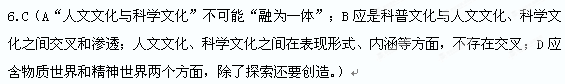 6.C（A“人文文化与科学文化”不可能“融为一体”；B应是科普文化与人文文化、科学文
化之间交叉和渗透；人文文化、科学文化之间在表现形式、内涵等方面，不存在交叉；D应
含物质世界和精神世界两个方面，除了探索还要创造。）↵